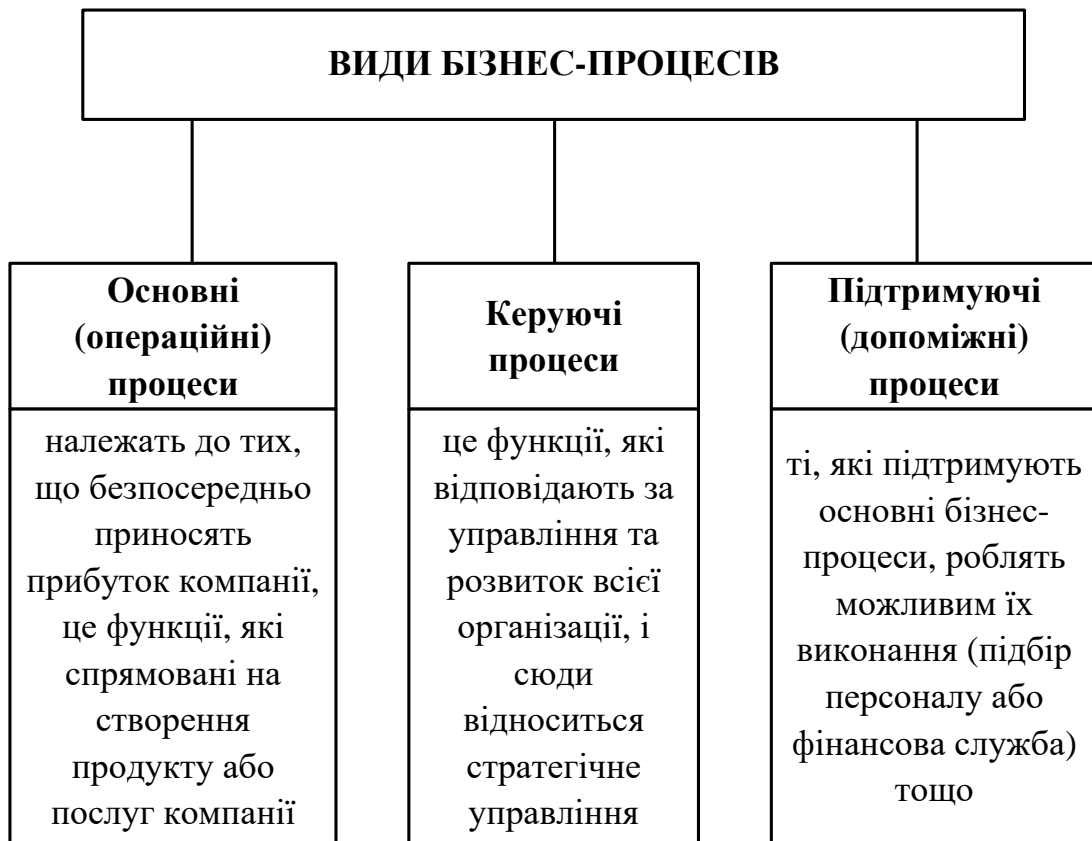 ВИДИ БІЗНЕС-ПРОЦЕСІВ
Основні
(операційні)
процеси
належать до тих,
що безпосередньо
приносять
прибуток компанії,
це функції, які
спрямовані на
створення
продукту або
послуг компанії
Керуючі
процеси
це функції, які
відповідають за
управління та
розвиток всієї
організації, і
сюди
відноситься
стратегічне
управління
Підтримуючі
(допоміжні)
процеси
ті, які підтримують
основні бізнес-
процеси, роблять
можливим їх
виконання (підбір
персоналу або
фінансова служба)
тощо